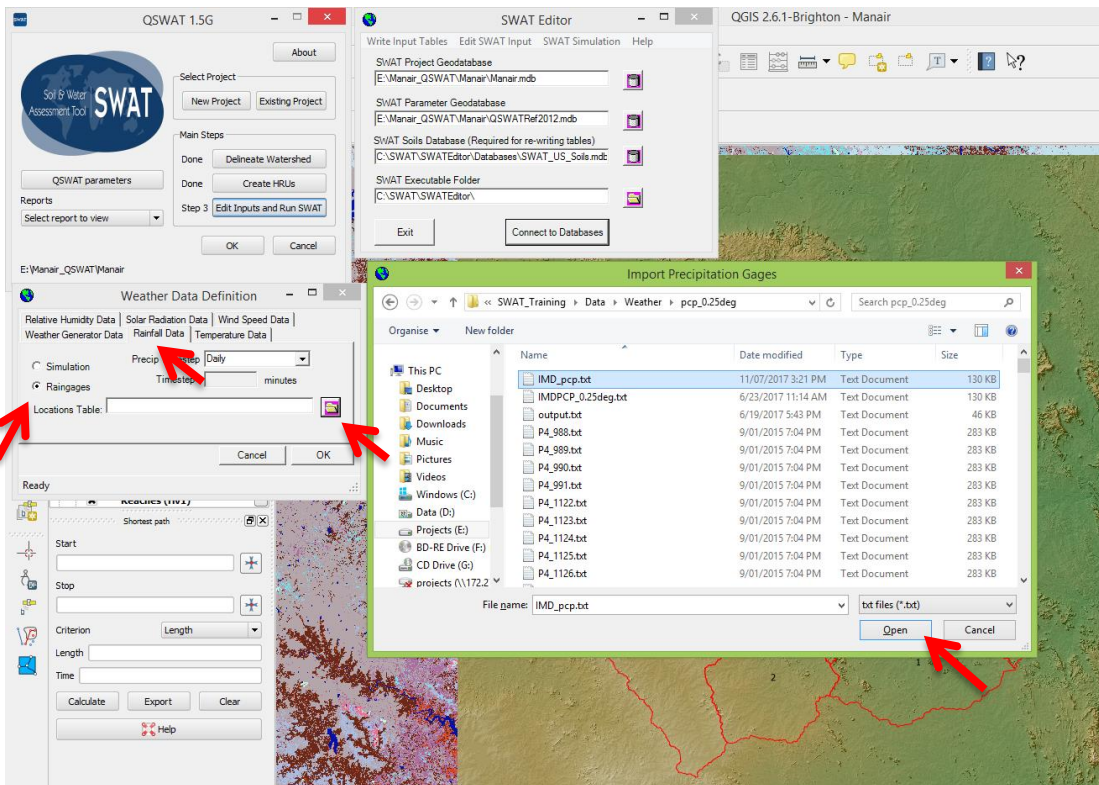 QSWAT 1.5G
About
Soil & Water
Assessment Tool
SWAT
Select Project
New Project
Existing Project
Main Steps
Done
Delineate Watershed
QSWAT parameters
Done
Create HRUs
Reports
Select report to view
Step 3
Edit Inputs and Run SWAT
OK
Cancel
E:\Manair_QSWAT\Manair
SWAT Editor
Write Input Tables Edit SWAT Input SWAT Simulation Help
SWAT Project Geodatabase
E:\Manair_QSWAT\Manair\Manair.mdb
SWAT Parameter Geodatabase
E:\Manair_QSWAT\Manair\QSWATRef2012.mdb
SWAT Soils Database (Required for re-writing tables)
C:\SWAT\SWATEditor\Databases\SWAT_US_Soils.mdb
SWAT Executable Folder
C:\SWAT\SWATEditor\
Exit
Connect to Databases
QGIS 2.6.1-Brighton - Manair
Weather Data Definition
Relative Humidity Data Solar Radiation Data Wind Speed Data
Weather Generator Data Rainfall Data Temperature Data
Simulation
Precip
Daily
Raingages
minutes
Locations Table:
Cancel
OK
Ready
Import Precipitation Gages
« SWAT_Training Data Weather pcp_0.25deg
Search pcp_0.25deg
Organise
New folder
This PC
Desktop
Documents
Downloads
Music
Pictures
Videos
Windows (C:)
Data (D:)
Projects (E:)
BD-RE Drive (F:)
CD Drive (G:)
projects (\\172.2
Name Date modified Type Size
IMD_pcp.txt 11/07/2017 3:21 PM Text Document 130 KB
IMDPCP_0.25deg.txt 6/23/2017 11:14 AM Text Document 130 KB
output.txt 6/19/2017 5:43 PM Text Document 46 KB
P4_988.txt 9/01/2015 7:04 PM Text Document 283 KB
P4_989.txt 9/01/2015 7:04 PM Text Document 283 KB
P4_990.txt 9/01/2015 7:04 PM Text Document 283 KB
P4_991.txt 9/01/2015 7:04 PM Text Document 283 KB
P4_1122.txt 9/01/2015 7:04 PM Text Document 283 KB
P4_1123.txt 9/01/2015 7:04 PM Text Document 283 KB
P4_1124.txt 9/01/2015 7:04 PM Text Document 283 KB
P4_1125.txt 9/01/2015 7:04 PM Text Document 283 KB
P4_1126.txt 9/01/2015 7:04 PM Text Document 283 KB
File name: IMD_pcp.txt
txt files (*.txt)
Open
Cancel
Reaches (riv1)
Shortest path
Start
Stop
Criterion
Length
Length
Time
Calculate
Export
Clear
Help
1
2